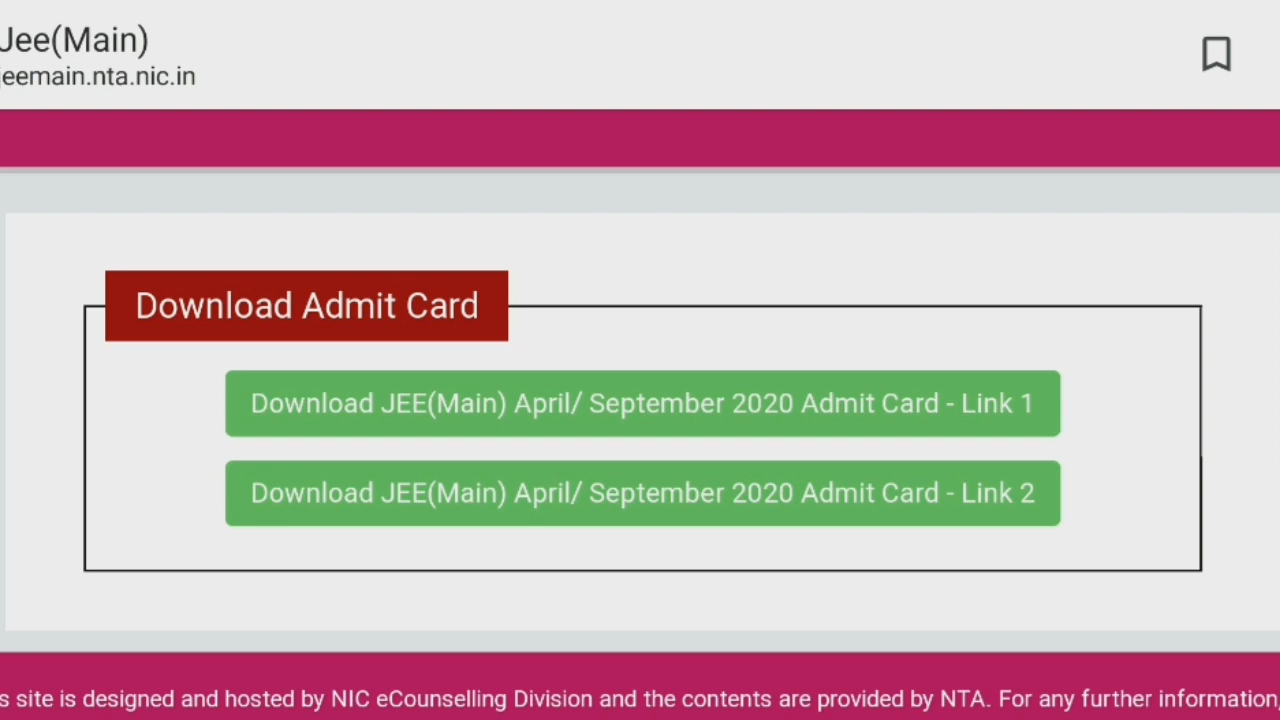 Jee(Main)
jeemain.nta.nic.in
Download Admit Card
Download JEE(Main) April/ September 2020 Admit Card - Link 1
Download JEE(Main) April/ September 2020 Admit Card - Link 2
s site is designed and hosted by NIC eCounselling Division and the contents are provided by NTA. For any further information,